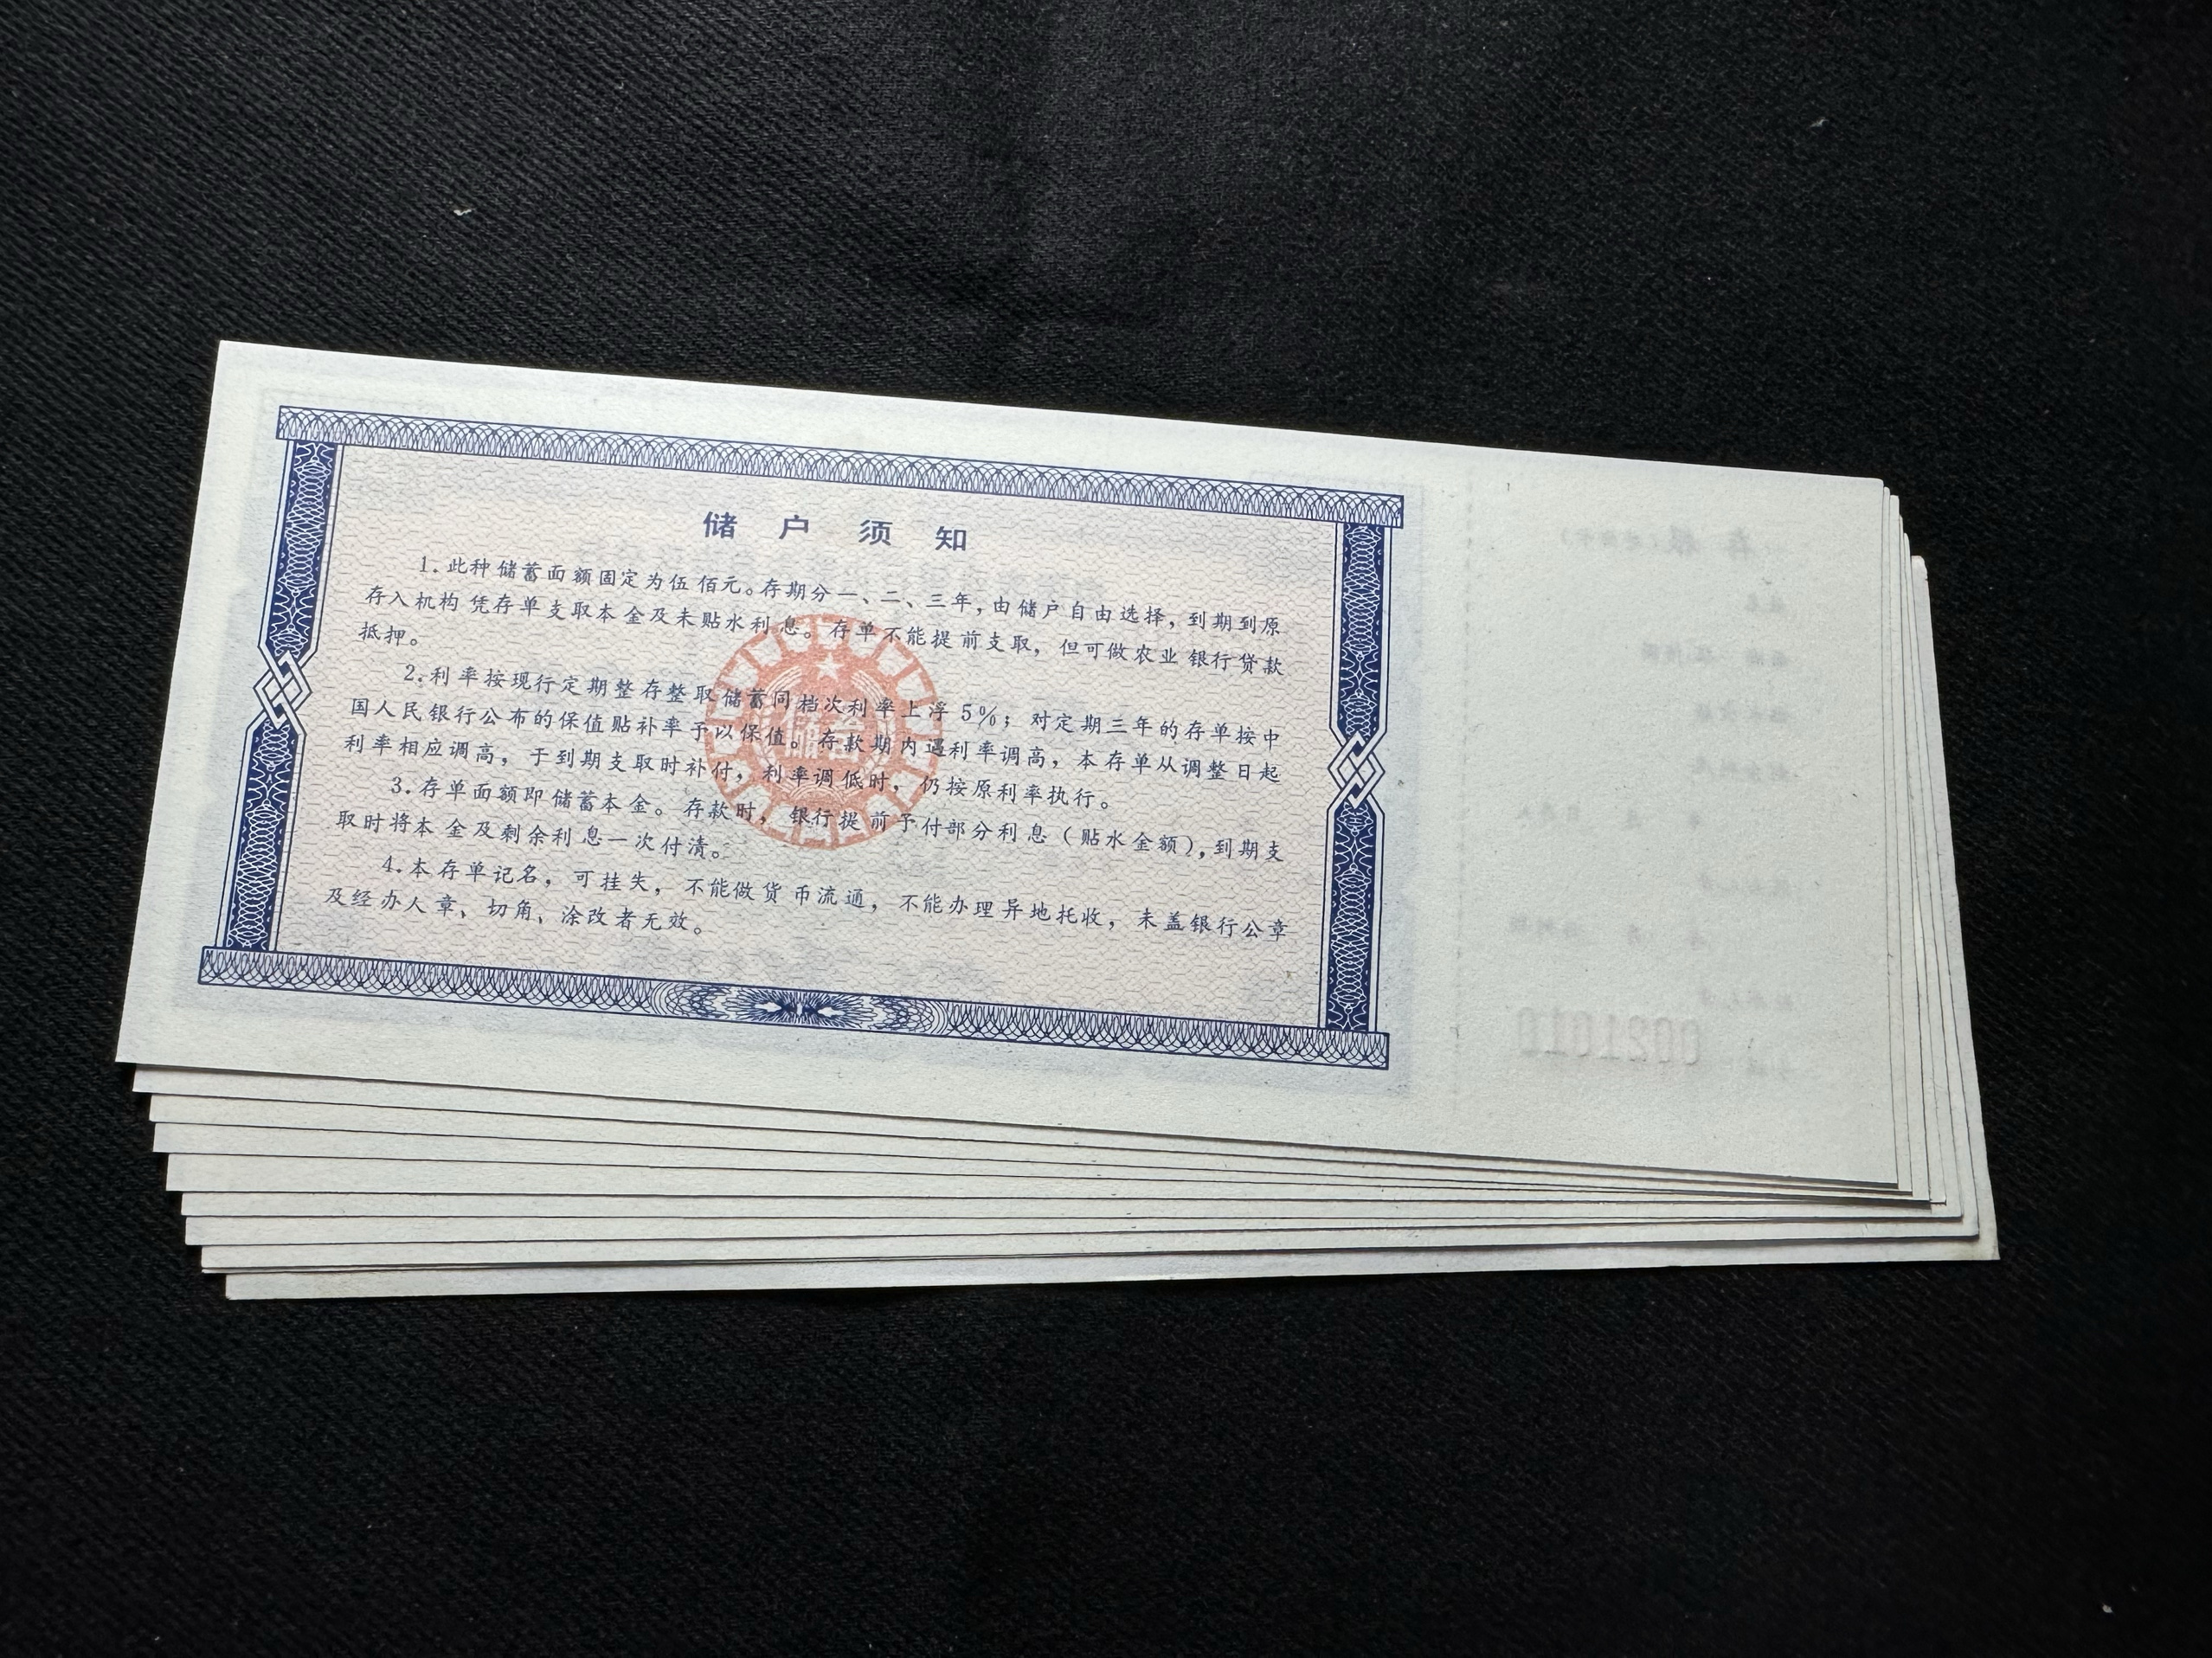 储户须知
1.此种储蓄面额固定为伍佰元。存期分一、二、三年，由储户自由选择，到期到原
存入机构凭存单支取本金及未贴水利息。存单不能提前支取，但可做农业银行贷款
抵押。
2.利率按现行定期整存整取储蓄同档次利率上浮5%；对定期三年的存单按中
国人民银行公布的保值贴补率予以保值。存款期内遇利率调高，本存单从调整日起
利率相应调高，于到期支取时补付，利率调低时，仍按原利率执行。
3.存单面额即储蓄本金。存款时，银行提前予付部分利息（贴水金额），到期支
取时将本金及剩余利息一次付清。
4.本存单记名，可挂失，不能做货币流通，不能办理异地托收，未盖银行公章
及经办人章、切角、涂改者无效。